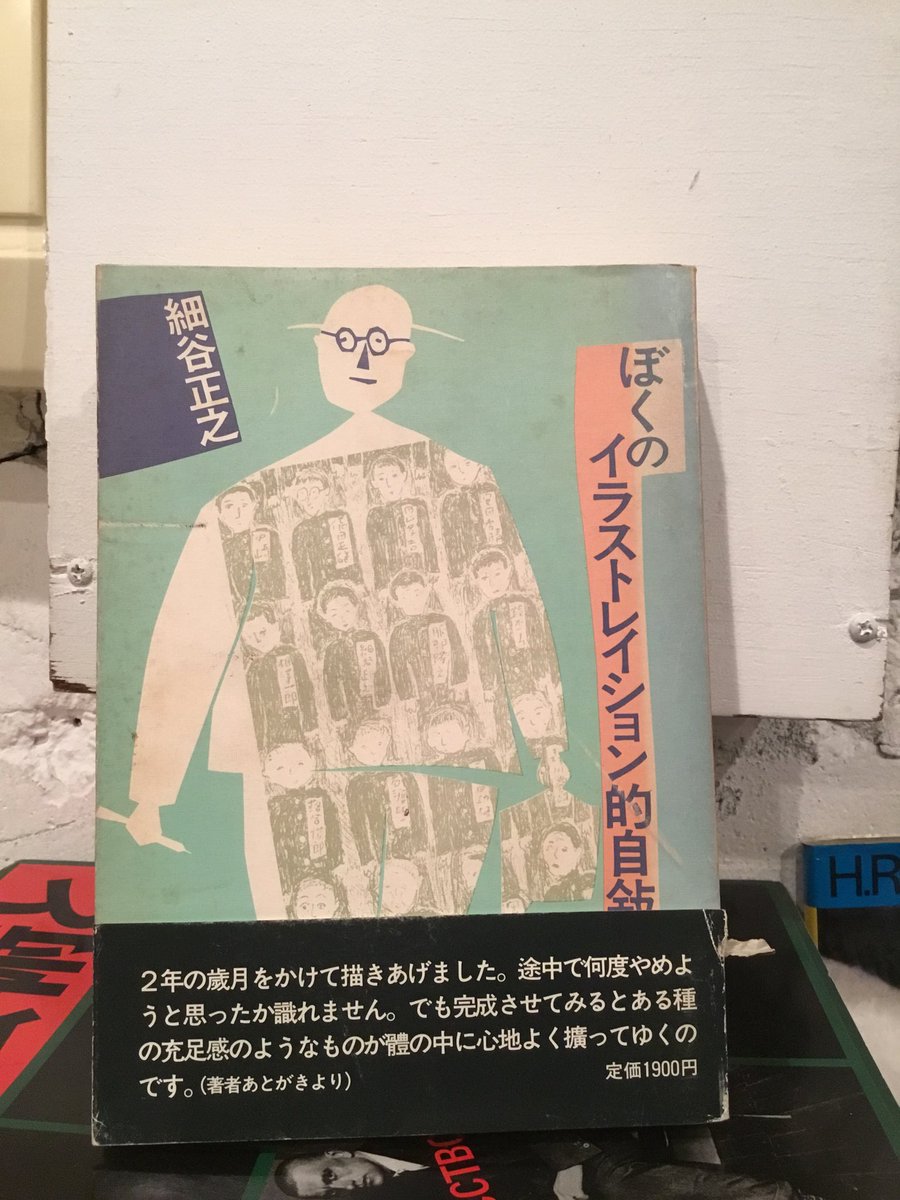 細谷正之
ぼくの
イラストレイション的自敍
2年の歳月をかけて描きあげました。途中で何度やめよ
うと思ったか識れません。でも完成させてみるとある種
の充足感のようなものが體の中に心地よく擴ってゆくの
です。(著者あとがきより)
定価1900円
H.R